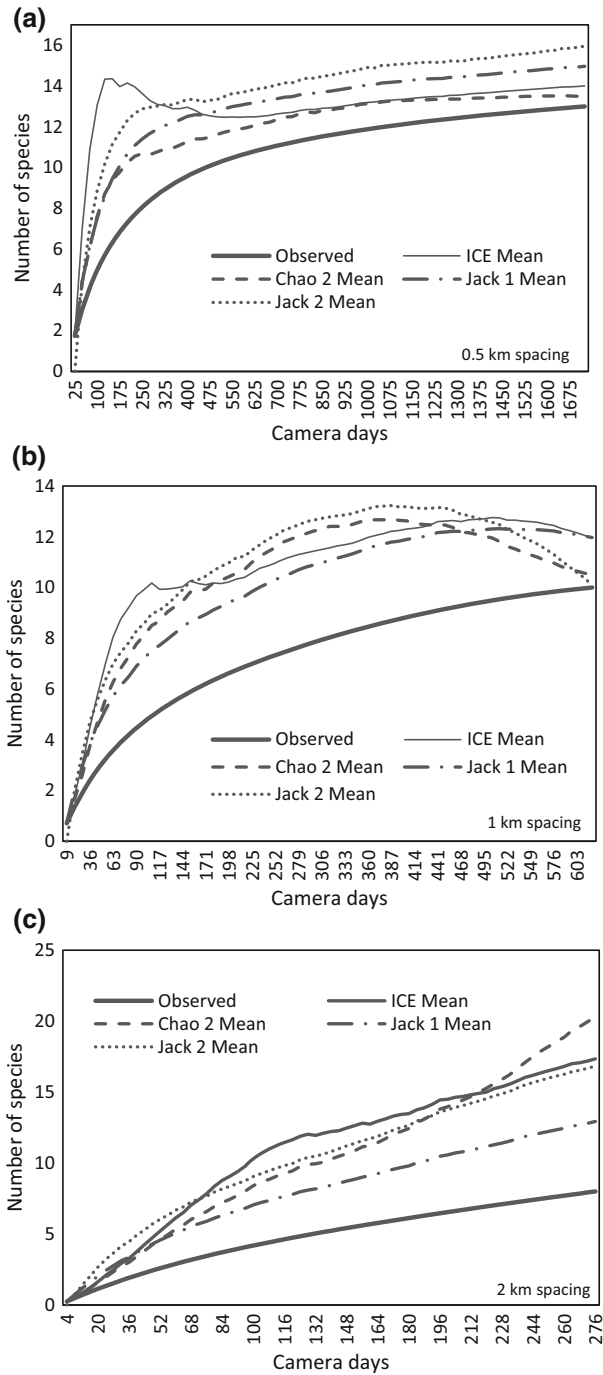 (a)
16
14
12
10
8
6
4
2
0
Number of species
Observed ICE Mean
Chao 2 Mean Jack 1 Mean
Jack 2 Mean
0.5 km spacing
25 100 175 250 325 400 475 550 625 700 775 850 925 1000 1075 1150 1225 1300 1375 1450 1525 1600 1675
Camera days
(b)
14
12
10
8
6
4
2
0
Number of species
Observed ICE Mean
Chao 2 Mean Jack 1 Mean
Jack 2 Mean
1 km spacing
9 36 63 90 117 144 171 198 225 252 279 306 333 360 387 414 441 468 495 522 549 576 603
Camera days
(c)
25
20
15
10
5
0
Number of species
Observed ICE Mean
Chao 2 Mean Jack 1 Mean
Jack 2 Mean
2 km spacing
4 20 36 52 68 84 100 116 132 148 164 180 196 212 228 244 260 276
Camera days